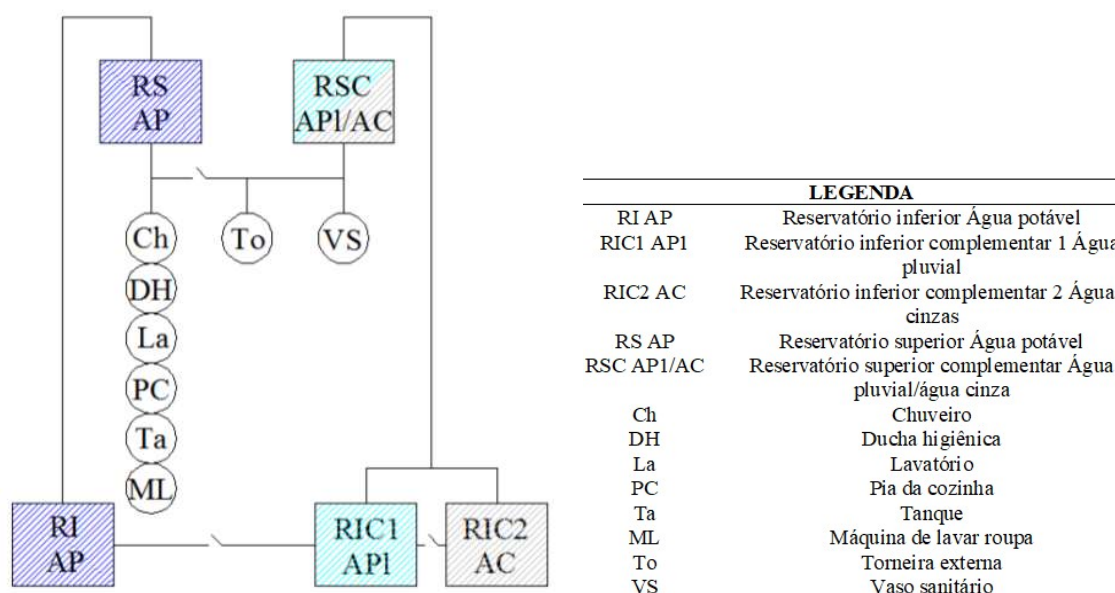 RS
AP
RSC
AP1/AC
Ch
To
VS
DH
La
PC
Ta
ML
RI
AP
RIC1
AP1
RIC2
AC
LEGENDA
RI AP Reservatório inferior Água potável
RIC1 AP1 Reservatório inferior complementar 1 Água
pluvial
RIC2 AC Reservatório inferior complementar 2 Água
cinzas
RS AP Reservatório superior Água potável
RSC AP1/AC Reservatório superior complementar Água
pluvial/água cinza
Ch Chuveiro
DH Ducha higiênica
La Lavatório
PC Pia da cozinha
Ta Tanque
ML Máquina de lavar roupa
To Torneira externa
VS Vaso sanitário